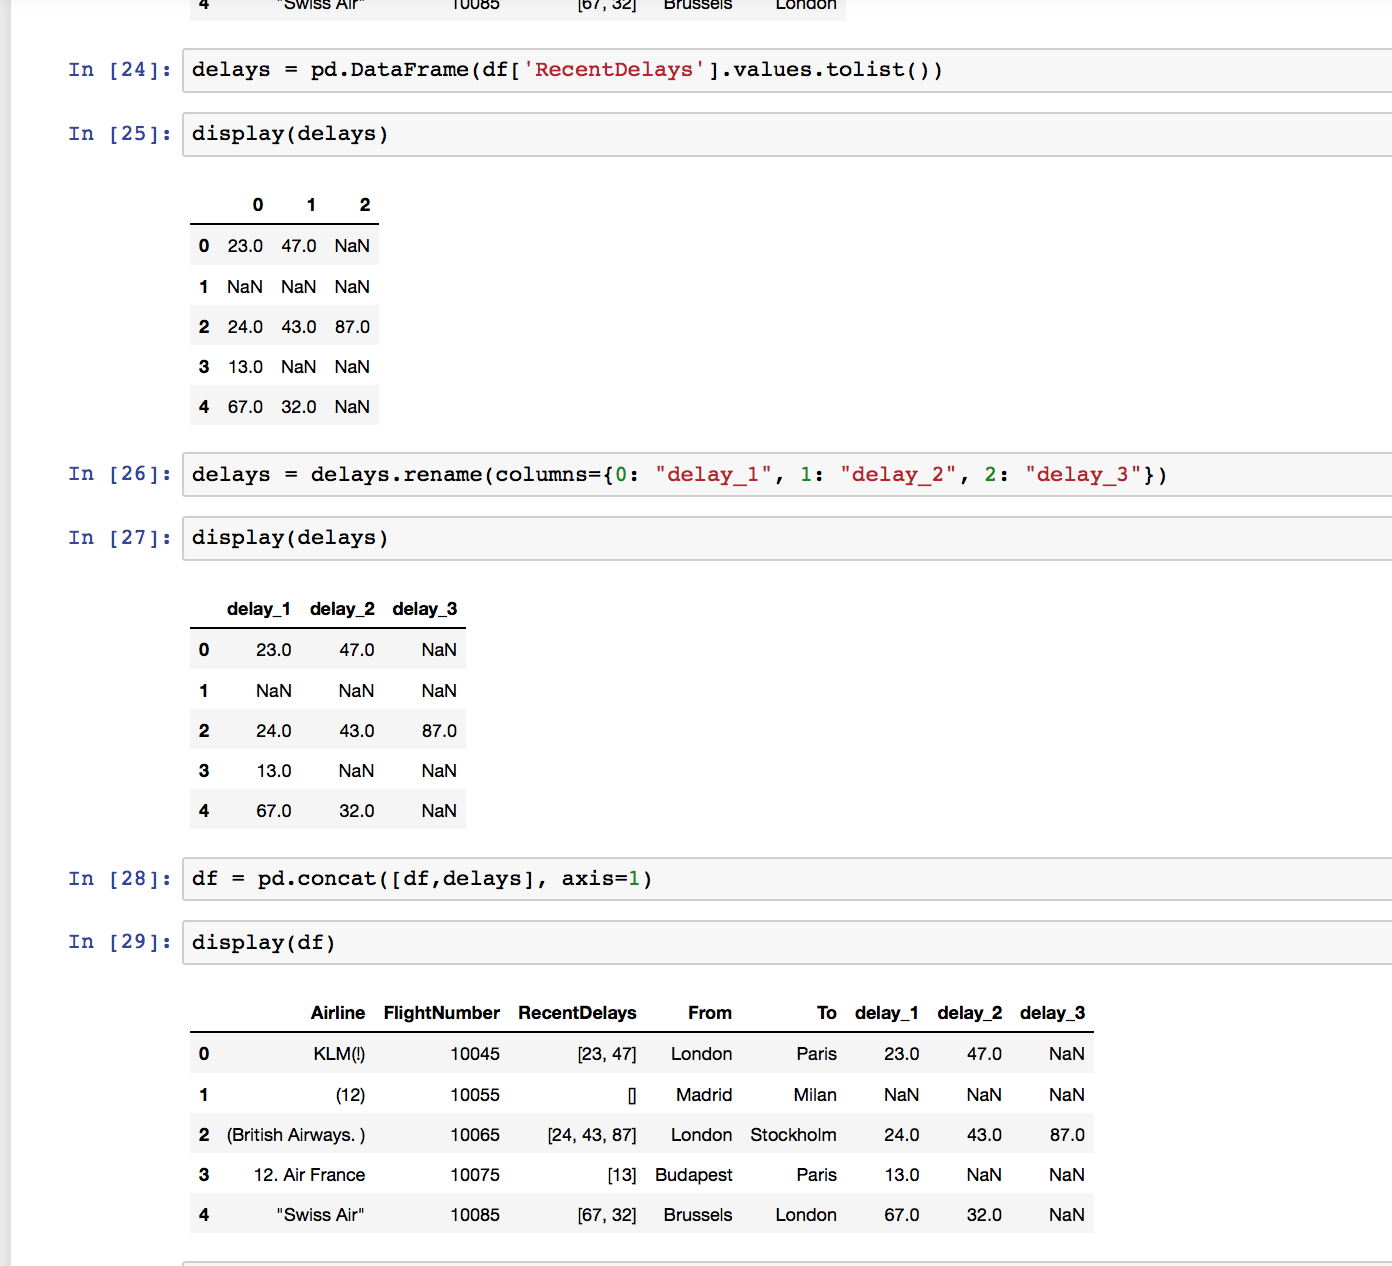 4 "Swiss Air" 10085 [67, 32] Brussels London
In [24]: delays = pd.DataFrame(df['RecentDelays'].values.tolist())
In [25]: display(delays)
0 1 2
0 23.0 47.0 NaN
1 NaN NaN NaN
2 24.0 43.0 87.0
3 13.0 NaN NaN
4 67.0 32.0 NaN
In [26]: delays = delays.rename(columns={0: "delay_1", 1: "delay_2", 2: "delay_3"})
In [27]: display(delays)
delay_1 delay_2 delay_3
0 23.0 47.0 NaN
1 NaN NaN NaN
2 24.0 43.0 87.0
3 13.0 NaN NaN
4 67.0 32.0 NaN
In [28]: df = pd.concat([df,delays], axis=1)
In [29]: display(df)
Airline FlightNumber RecentDelays From To delay_1 delay_2 delay_3
0 KLM(!) 10045 [23, 47] London Paris 23.0 47.0 NaN
1 (12) 10055 [] Madrid Milan NaN NaN NaN
2 (British Airways. ) 10065 [24, 43, 87] London Stockholm 24.0 43.0 87.0
3 12. Air France 10075 [13] Budapest Paris 13.0 NaN NaN
4 "Swiss Air" 10085 [67, 32] Brussels London 67.0 32.0 NaN